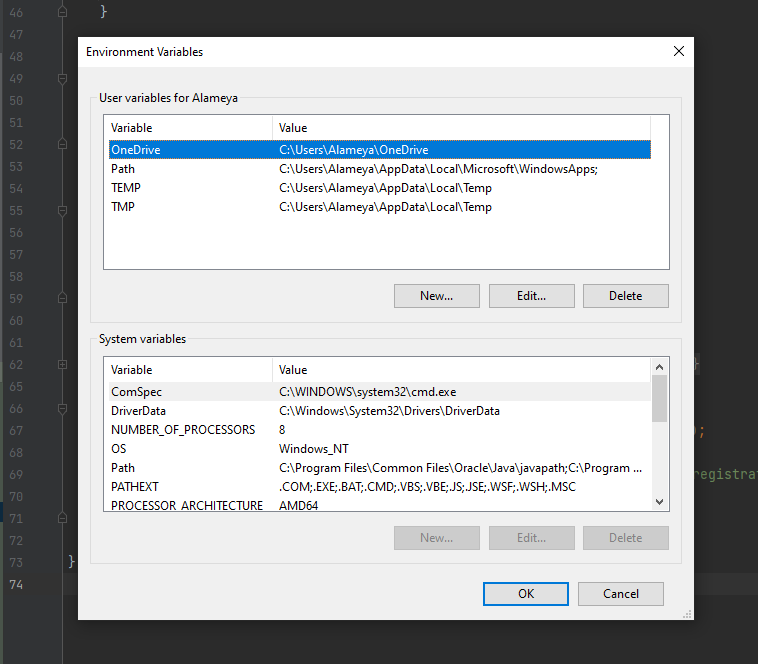 46
}
47
48
49
50
51
52
53
54
55
56
57
58
59
60
61
62
}
65
66
67
);
68
69
registrat
70
71
72
73
}
74
Environment Variables
User variables for Alameya
Variable Value
OneDrive C:\Users\Alameya\OneDrive
Path C:\Users\Alameya\AppData\Local\Microsoft\WindowsApps;
TEMP C:\Users\Alameya\AppData\Local\Temp
TMP C:\Users\Alameya\AppData\Local\Temp
New... Edit... Delete
System variables
Variable Value
ComSpec C:\WINDOWS\system32\cmd.exe
DriverData C:\Windows\System32\Drivers\DriverData
NUMBER_OF_PROCESSORS 8
OS Windows_NT
Path C:\Program Files\Common Files\Oracle\Java\javapath;C:\Program ...
PATHEXT .COM;.EXE;.BAT;.CMD;.VBS;.VBE;.JS;.JSE;.WSF;.WSH;.MSC
PROCESSOR_ARCHITECTURE AMD64
New... Edit... Delete
OK Cancel